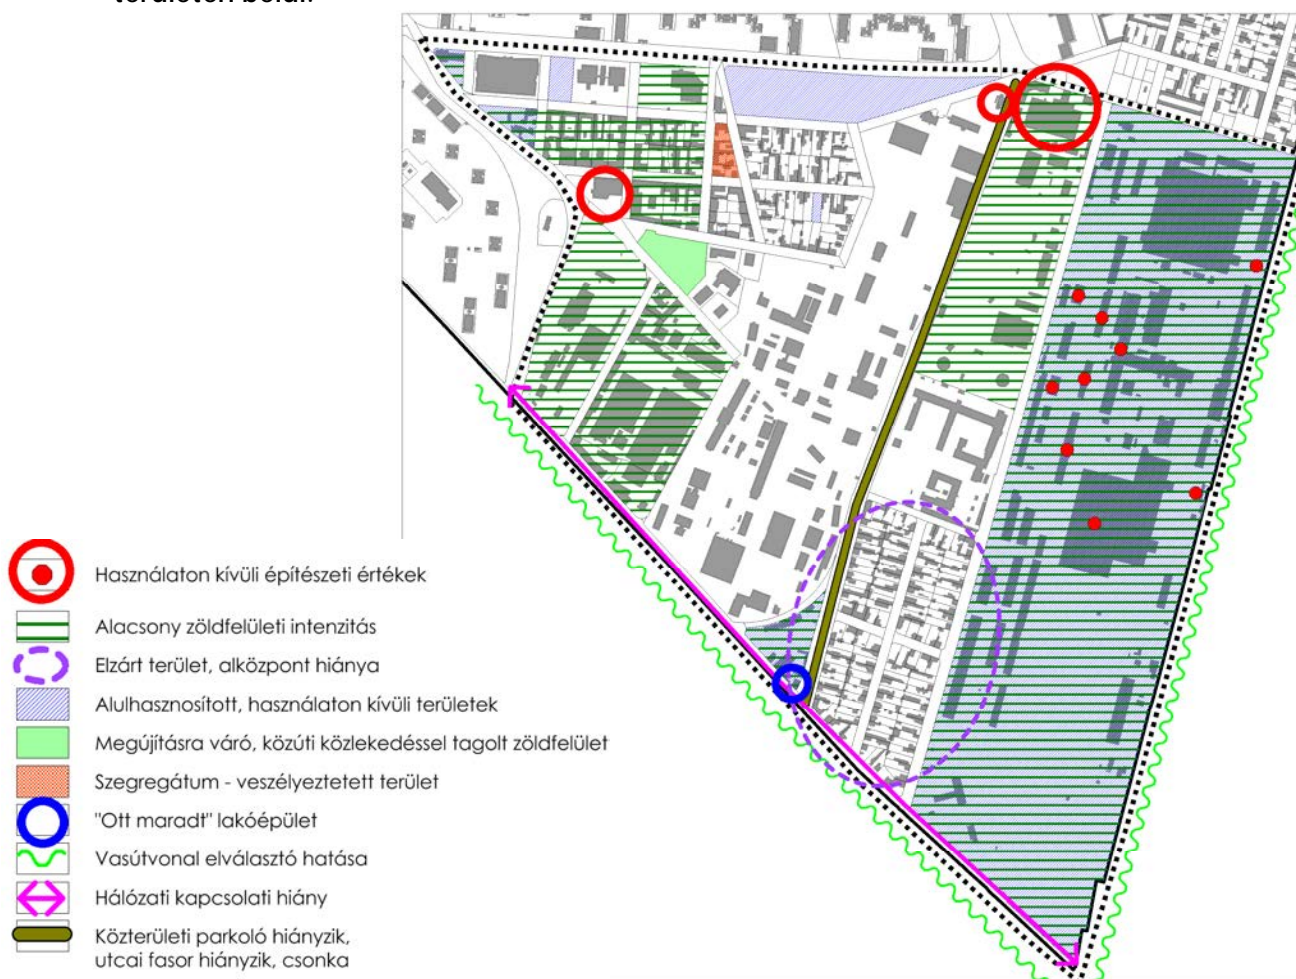 területen belül.
Használaton kívüli építészeti értékek
Alacsony zöldfelületi intenzitás
Elzárt terület, alközpont hiánya
Alulhasznosított, használaton kívüli területek
Megújításra váró, közúti közlekedéssel tagolt zöldfelület
Szegregátum - veszélyeztetett terület
"Ott maradt" lakóépület
Vasútvonal elválasztó hatása
Hálózati kapcsolati hiány
Közterületi parkoló hiányzik,
utcai fasor hiányzik, csonka